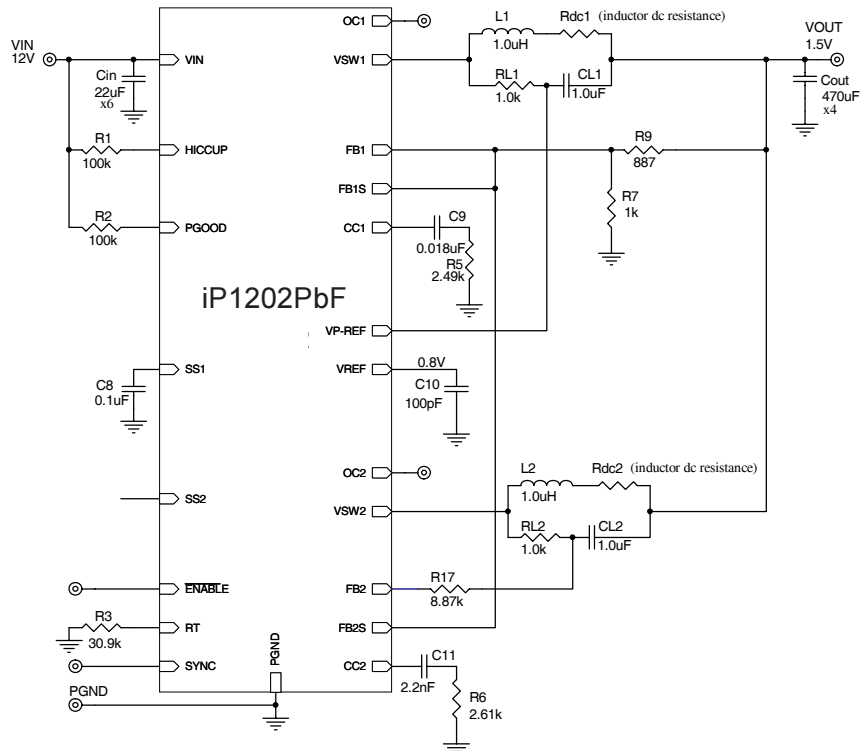 OC1
L1
Rdc1 (inductor dc resistance)
1.0uH
VIN
12V
VIN
Cin
22uF
x6
VSW1
RL1
1.0k
CL1
1.0uF
VOUT
1.5V
Cout
470uF
x4
R1
100k
HICCUP
FB1
R9
887
FB1S
R7
1k
R2
100k
PGOOD
CC1
C9
0.018uF
R5
2.49k
iP1202PbF
VP-REF
SS1
C8
0.1uF
VREF
0.8V
C10
100pF
OC2
L2
Rdc2 (inductor dc resistance)
1.0uH
SS2
VSW2
RL2
1.0k
CL2
1.0uF
ENABLE
FB2
R17
8.87k
R3
30.9k
RT
FB2S
SYNC
PGND
CC2
C11
2.2nF
R6
2.61k
PGND